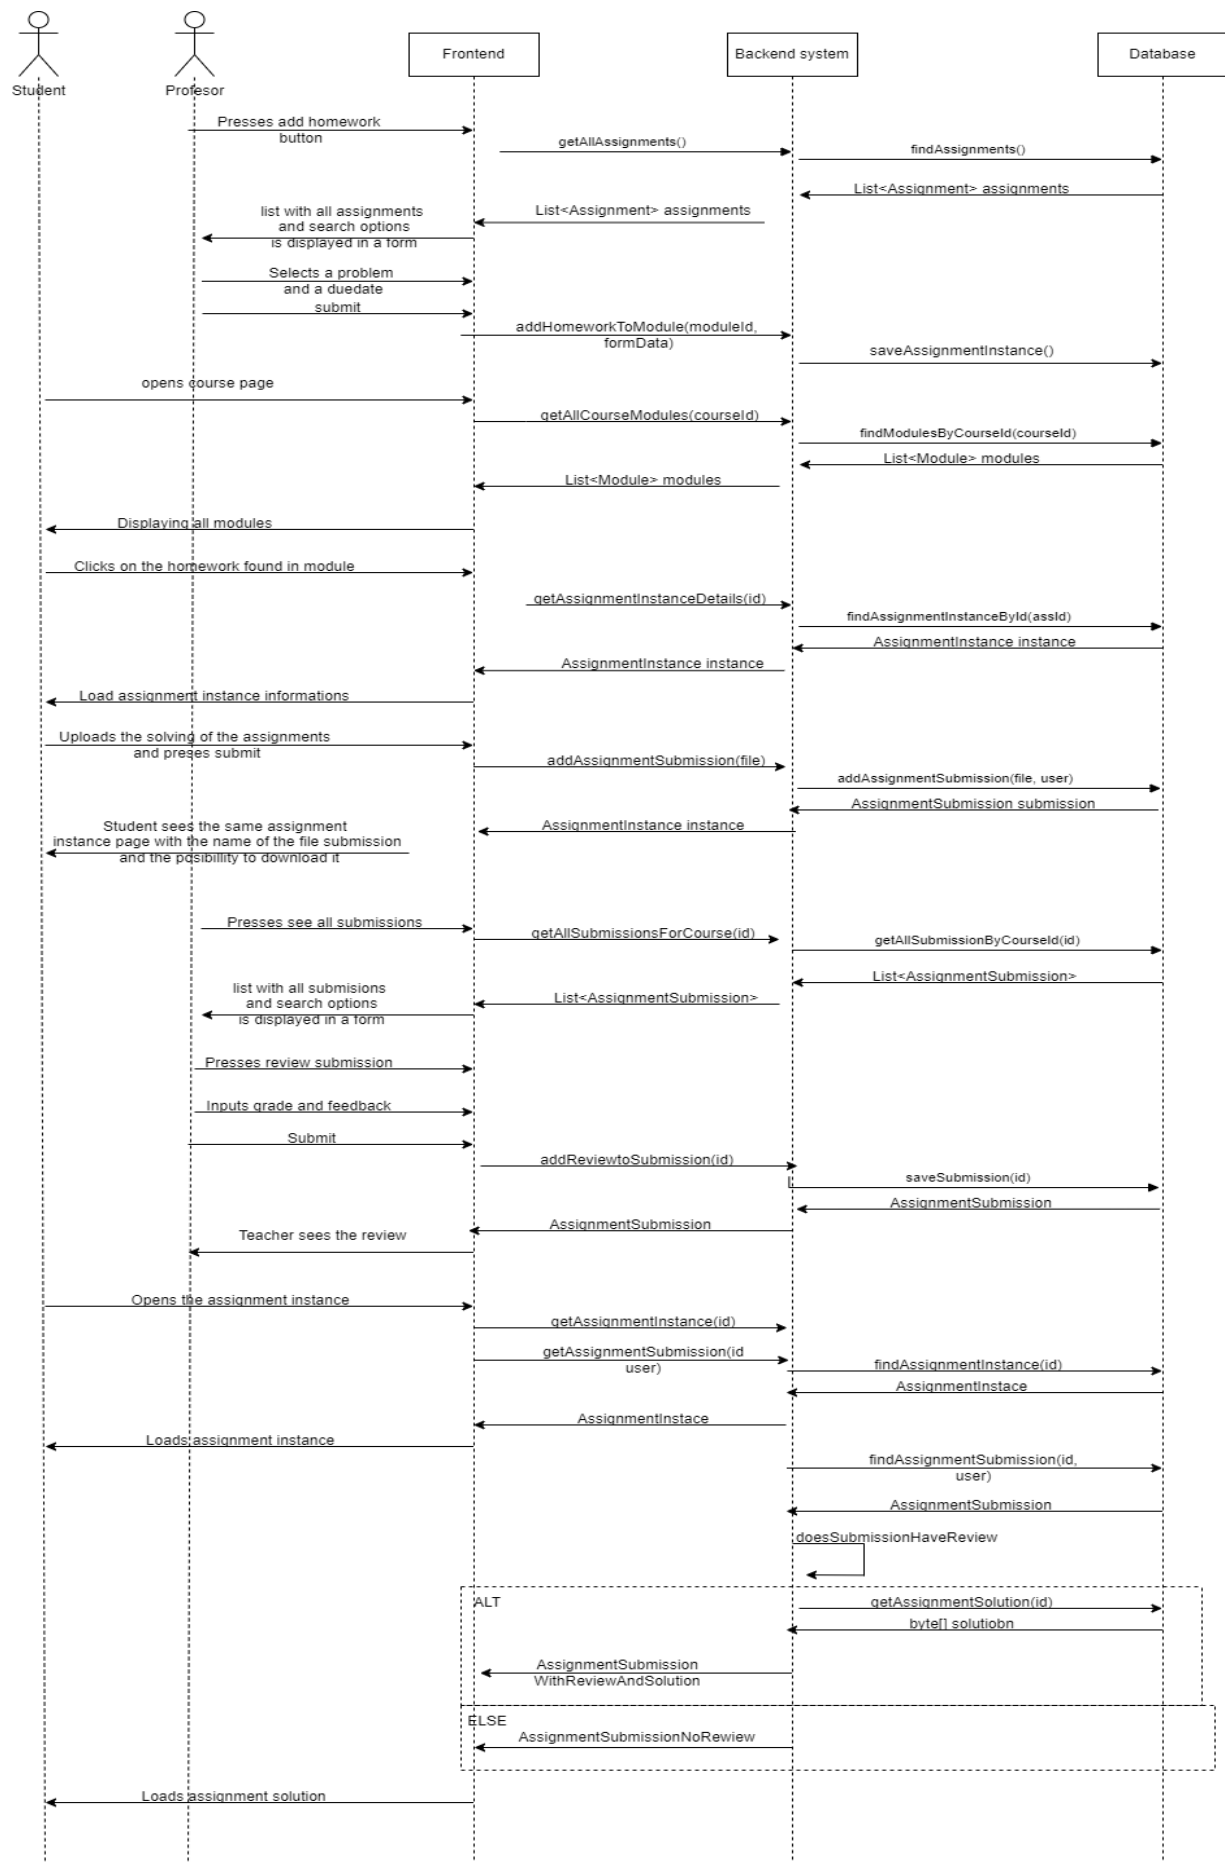 Student
Profesor
Frontend
Backend system
Database
Presses add homework
button
getAllAssignments()
findAssignments()
List<Assignment> assignments
List<Assignment> assignments
list with all assignments
and search options
is displayed in a form
Selects a problem
and a duedate
submit
addHomeworkToModule(moduleId,
formData)
saveAssignmentInstance()
opens course page
getAllCourseModules(courseId)
findModulesByCourseId(courseId)
List<Module> modules
List<Module> modules
Displaying all modules
Clicks on the homework found in module
getAssignmentInstanceDetails(id)
findAssignmentInstanceById(assId)
AssignmentInstance instance
AssignmentInstance instance
Load assignment instance informations
Uploads the solving of the assignments
and preses submit
addAssignmentSubmission(file)
addAssignmentSubmission(file, user)
AssignmentSubmission submission
AssignmentInstance instance
Student sees the same assignment
instance page with the name of the file submission
and the posibillity to download it
Presses see all submissions
getAllSubmissionsForCourse(id)
getAllSubmissionByCourseId(id)
List<AssignmentSubmission>
List<AssignmentSubmission>
list with all submisions
and search options
is displayed in a form
Presses review submission
Inputs grade and feedback
Submit
addReviewtoSubmission(id)
saveSubmission(id)
AssignmentSubmission
AssignmentSubmission
Teacher sees the review
Opens the assignment instance
getAssignmentInstance(id)
getAssignmentSubmission(id
user)
findAssignmentInstance(id)
AssignmentInstace
AssignmentInstace
Loads assignment instance
findAssignmentSubmission(id,
user)
AssignmentSubmission
doesSubmissionHaveReview
ALT
getAssignmentSolution(id)
byte[] solutiobn
AssignmentSubmission
WithReviewAndSolution
ELSE
AssignmentSubmissionNoRewiew
Loads assignment solution